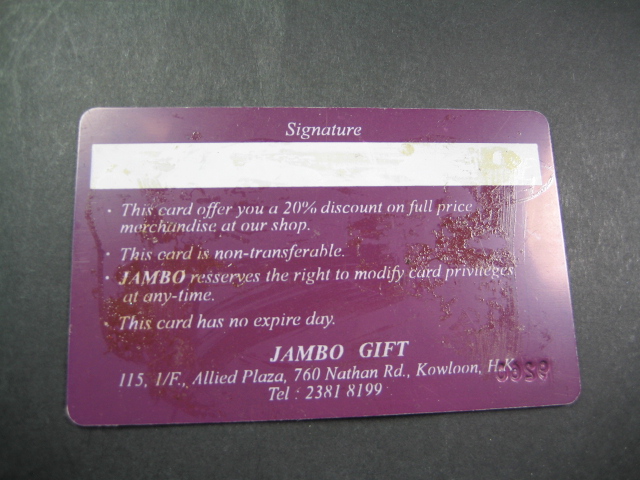 Signature
· This card offer you a 20% discount on full price
merchandise at our shop.
· This card is non-transferable.
· JAMBO resserves the right to modify card privileges
at any-time.
· This card has no expire day.
JAMBO GIFT
115, 1/F., Allied Plaza, 760 Nathan Rd., Kowloon, H.K.
Tel : 2381 8199